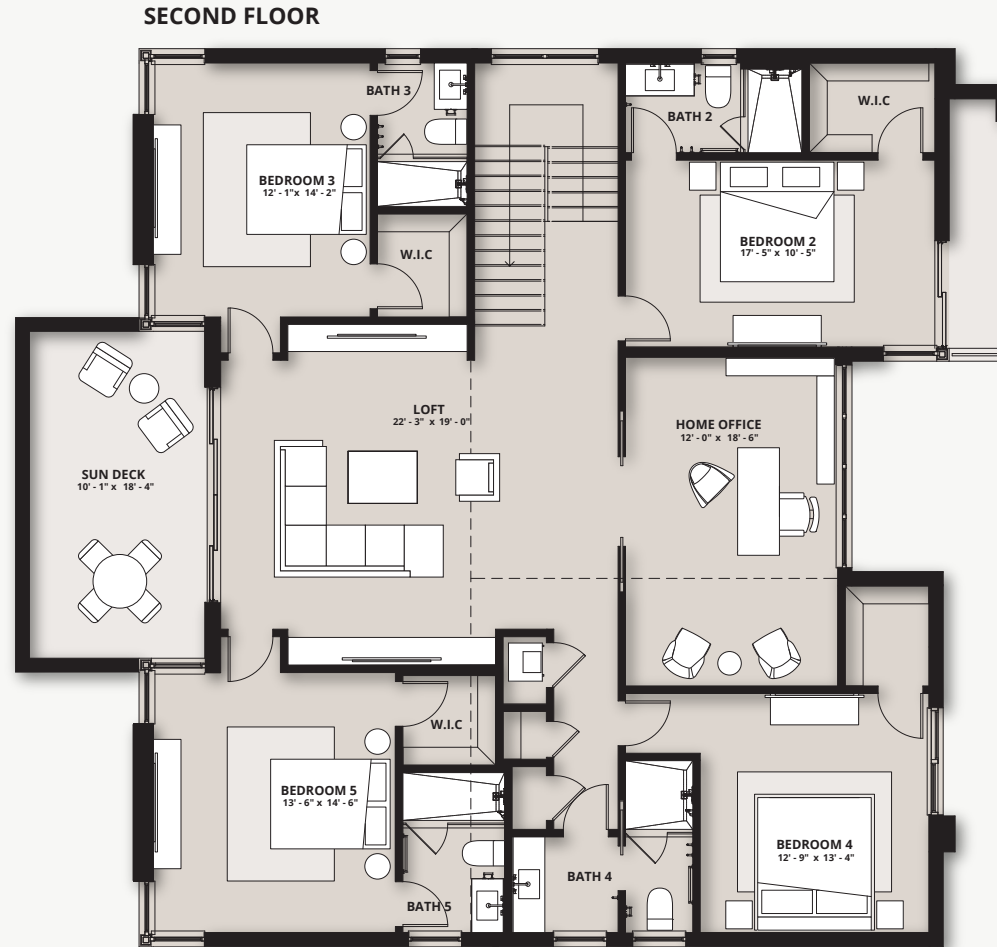 SECOND FLOOR
BATH 3
BEDROOM 3
12' - 1"x 14' - 2"
W.I.C
BATH 2
W.I.C
BEDROOM 2
17' - 5" x 10' - 5"
LOFT
22' - 3" x 19' - 0"
HOME OFFICE
12' - 0" x 18' - 6"
SUN DECK
10' - 1" x 18' - 4"
W.I.C
BEDROOM 5
13' - 6" x 14' - 6"
BATH 5
BATH 4
BEDROOM 4
12' - 9" x 13' - 4"